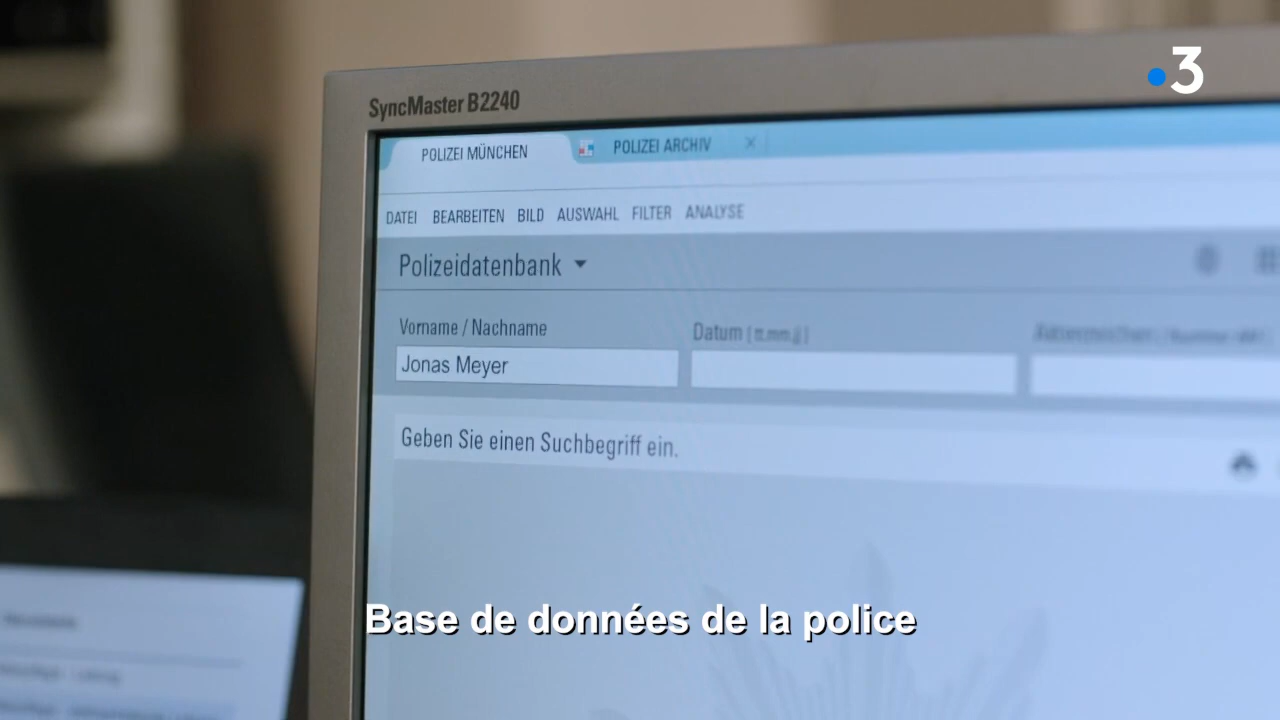 3
SyncMaster B2240
POLIZEI MÜNCHEN
POLIZEI ARCHIV
DATEI BEARBEITEN BILD AUSWAHL FILTER ANALYSE
Polizeidatenbank
Vorname / Nachname
Datum
Jonas Meyer
Geben Sie einen Suchbegriff ein.
Base de données de la police